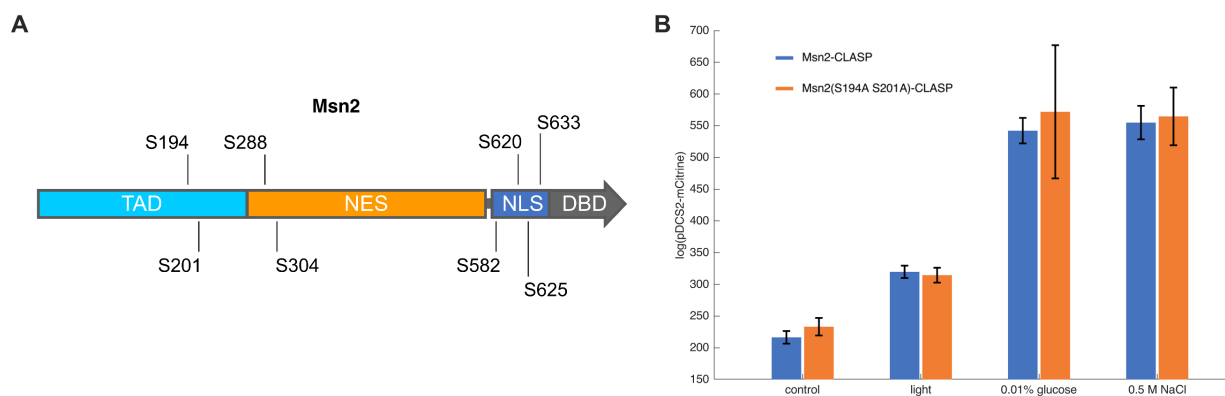 A
Msn2
S194
S288
S620
S633
TAD
NES
NLS
DBD
S201
S304
S582
S625
B
log(pDCS2-mCitrine)
700
650
600
550
500
450
400
350
300
250
200
150
Msn2-CLASP
Msn2(S194A S201A)-CLASP
control
light
0.01% glucose
0.5 M NaCl